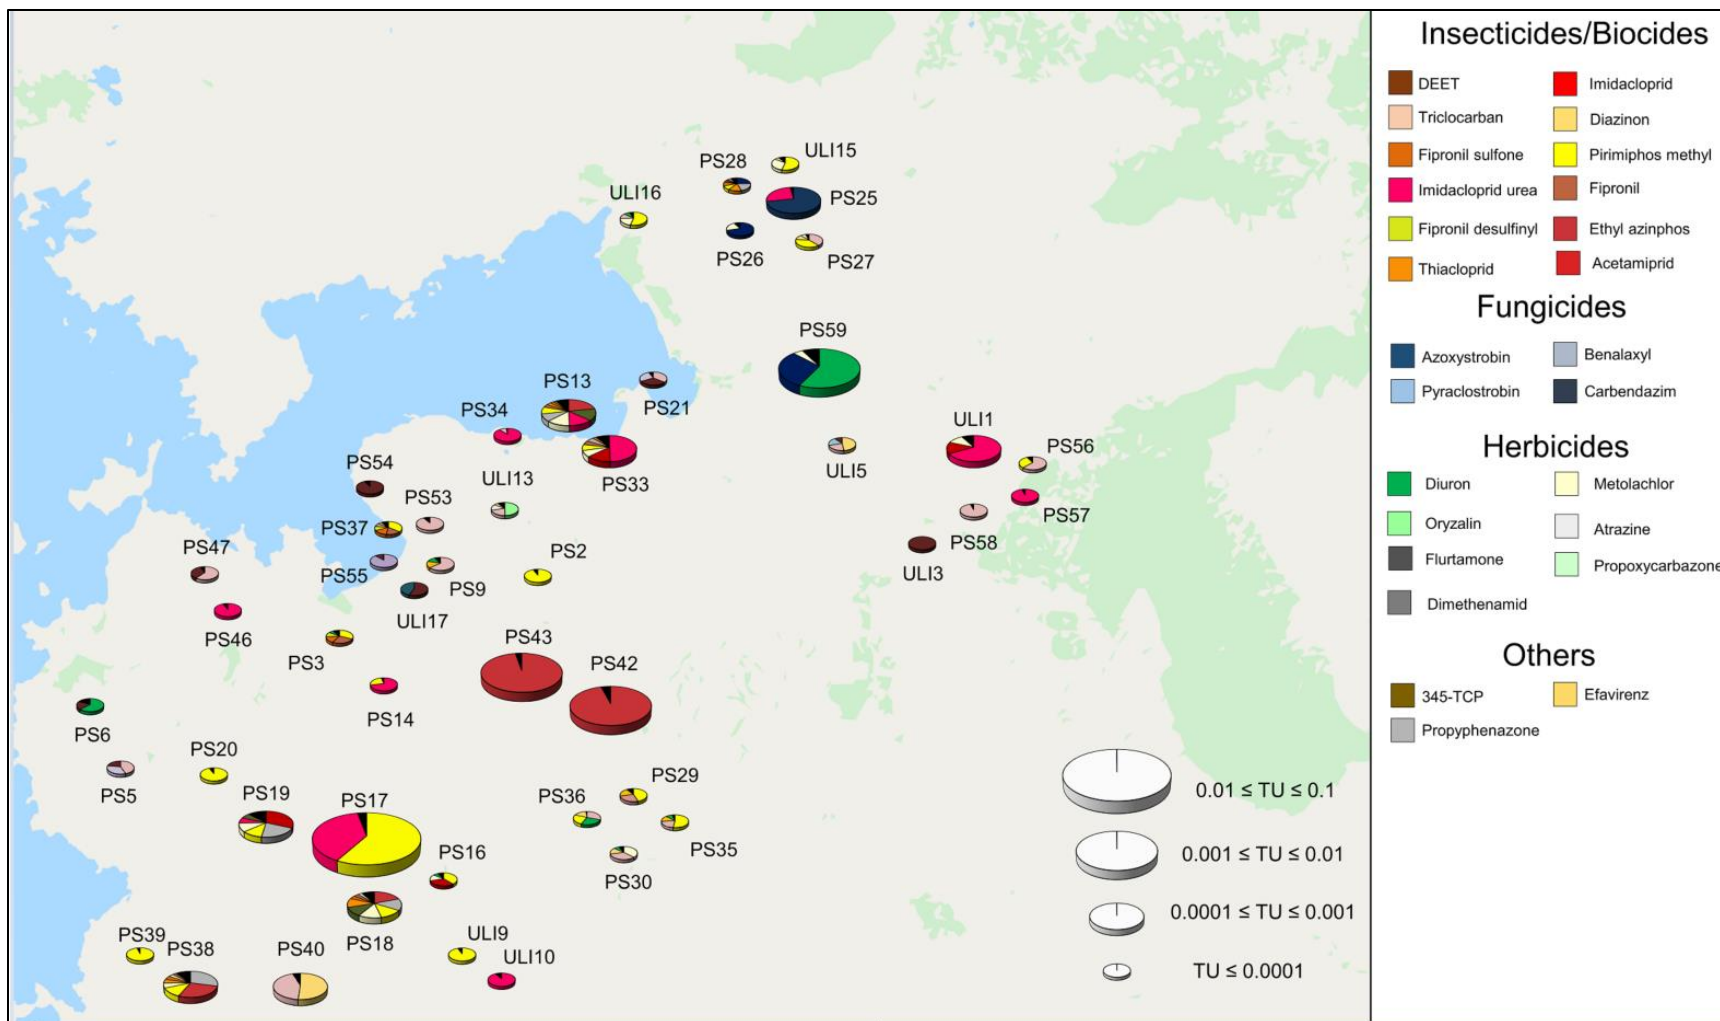 ULI15
PS28
PS25
ULI16
PS26
PS27
PS59
PS13
PS21
PS34
ULI1
PS56
ULI5
PS33
PS54
ULI13
PS53
PS57
PS37
PS58
PS47
PS2
ULI3
PS55
PS9
ULI17
PS46
PS43
PS3
PS42
PS14
PS6
PS20
PS5
PS29
PS19
PS17
PS36
PS35
PS16
PS30
PS18
PS39
PS38
PS40
ULI9
ULI10
0.01 ≤ TU ≤ 0.1
0.001 ≤ TU ≤ 0.01
0.0001 ≤ TU ≤ 0.001
TU ≤ 0.0001
Insecticides/Biocides
DEET Imidacloprid
Triclocarban Diazinon
Fipronil sulfone Pirimiphos methyl
Imidacloprid urea Fipronil
Fipronil desulfinyl Ethyl azinphos
Thiacloprid Acetamiprid
Fungicides
Azoxystrobin Benalaxyl
Pyraclostrobin Carbendazim
Herbicides
Diuron Metolachlor
Oryzalin Atrazine
Flurtamone Propoxycarbazone
Dimethenamid
Others
345-TCP Efavirenz
Propyphenazone